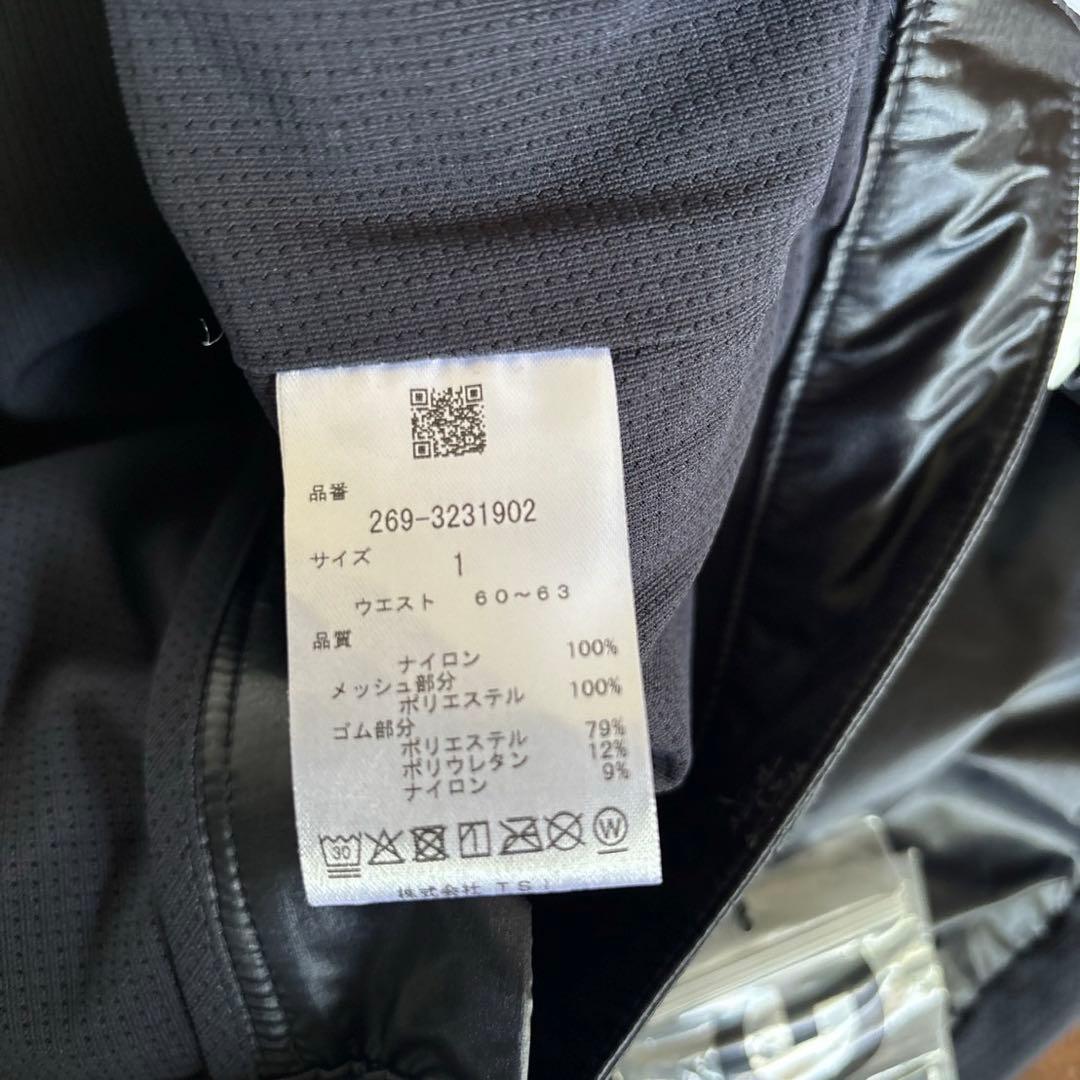 品番
269-3231902
サイズ 1
ウエスト 60～63
品質
ナイロン 100%
メッシュ部分
ポリエステル 100%
ゴム部分
ポリエステル 79%
ポリウレタン 12%
ナイロン 9%
30 W
株式会社 TSI